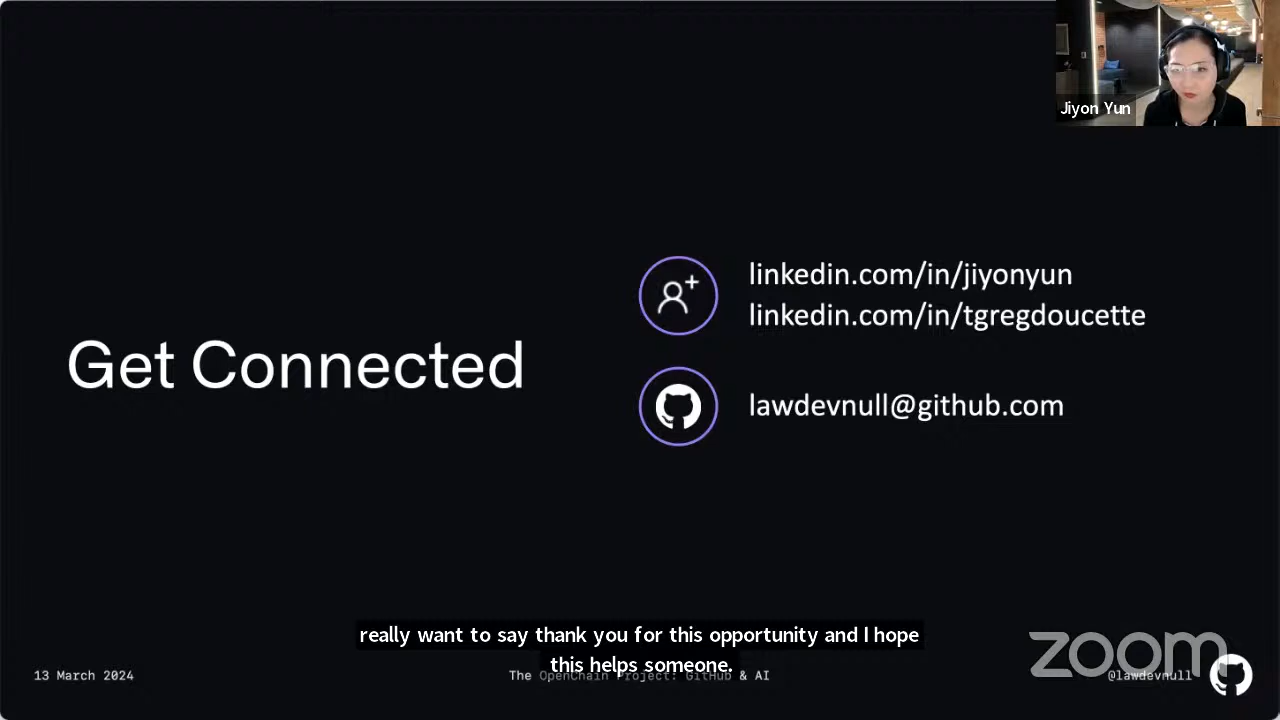 Jiyon Yun
linkedin.com/in/jiyonyun
linkedin.com/in/tgregdoucette
Get Connected
lawdevnull@github.com
really want to say thank you for this opportunity and I hope
this helps someone.
13 March 2024
The OpenChain Project: GitHub & AI
zoom
@lawdevnull